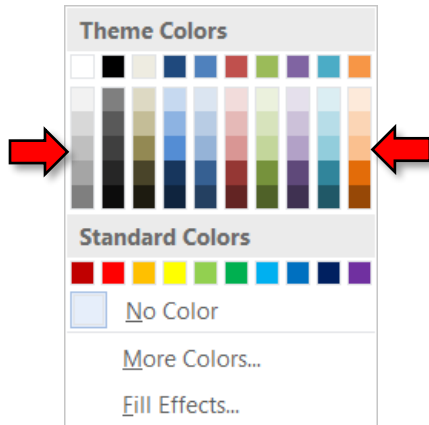 Theme Colors
Standard Colors
No Color
More Colors...
Fill Effects...